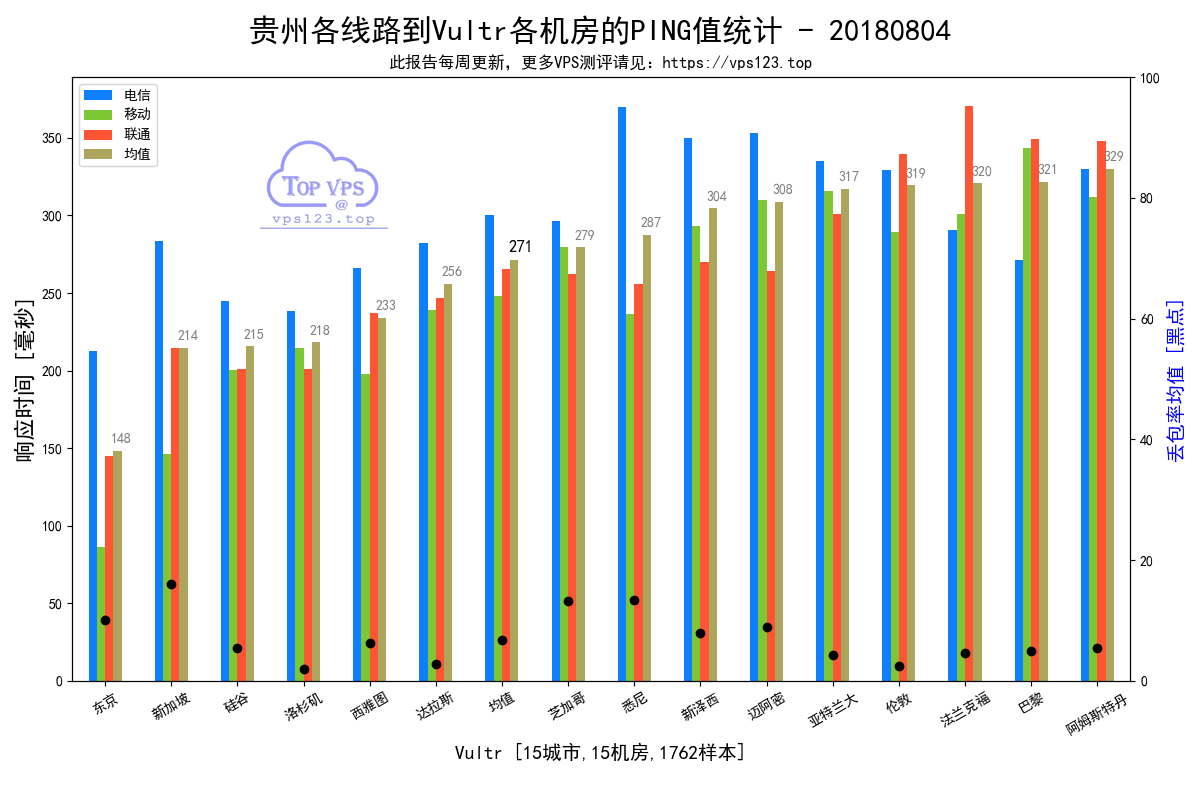 贵州各线路到Vultr各机房的PING值统计 - 20180804
此报告每周更新，更多VPS测评请见：https://vps123.top
电信
移动
联通
均值
TOP VPS
@
vps123.top
响应时间 [毫秒]
350
300
250
200
150
100
50
0
148
214
215
218
233
256
271
279
287
304
308
317
319
320
321
329
100
80
60
40
20
0
丢包率均值 [黑点]
东京
新加坡
硅谷
洛杉矶
西雅图
达拉斯
均值
芝加哥
悉尼
新泽西
迈阿密
亚特兰大
伦敦
法兰克福
巴黎
阿姆斯特丹
Vultr [15城市,15机房,1762样本]